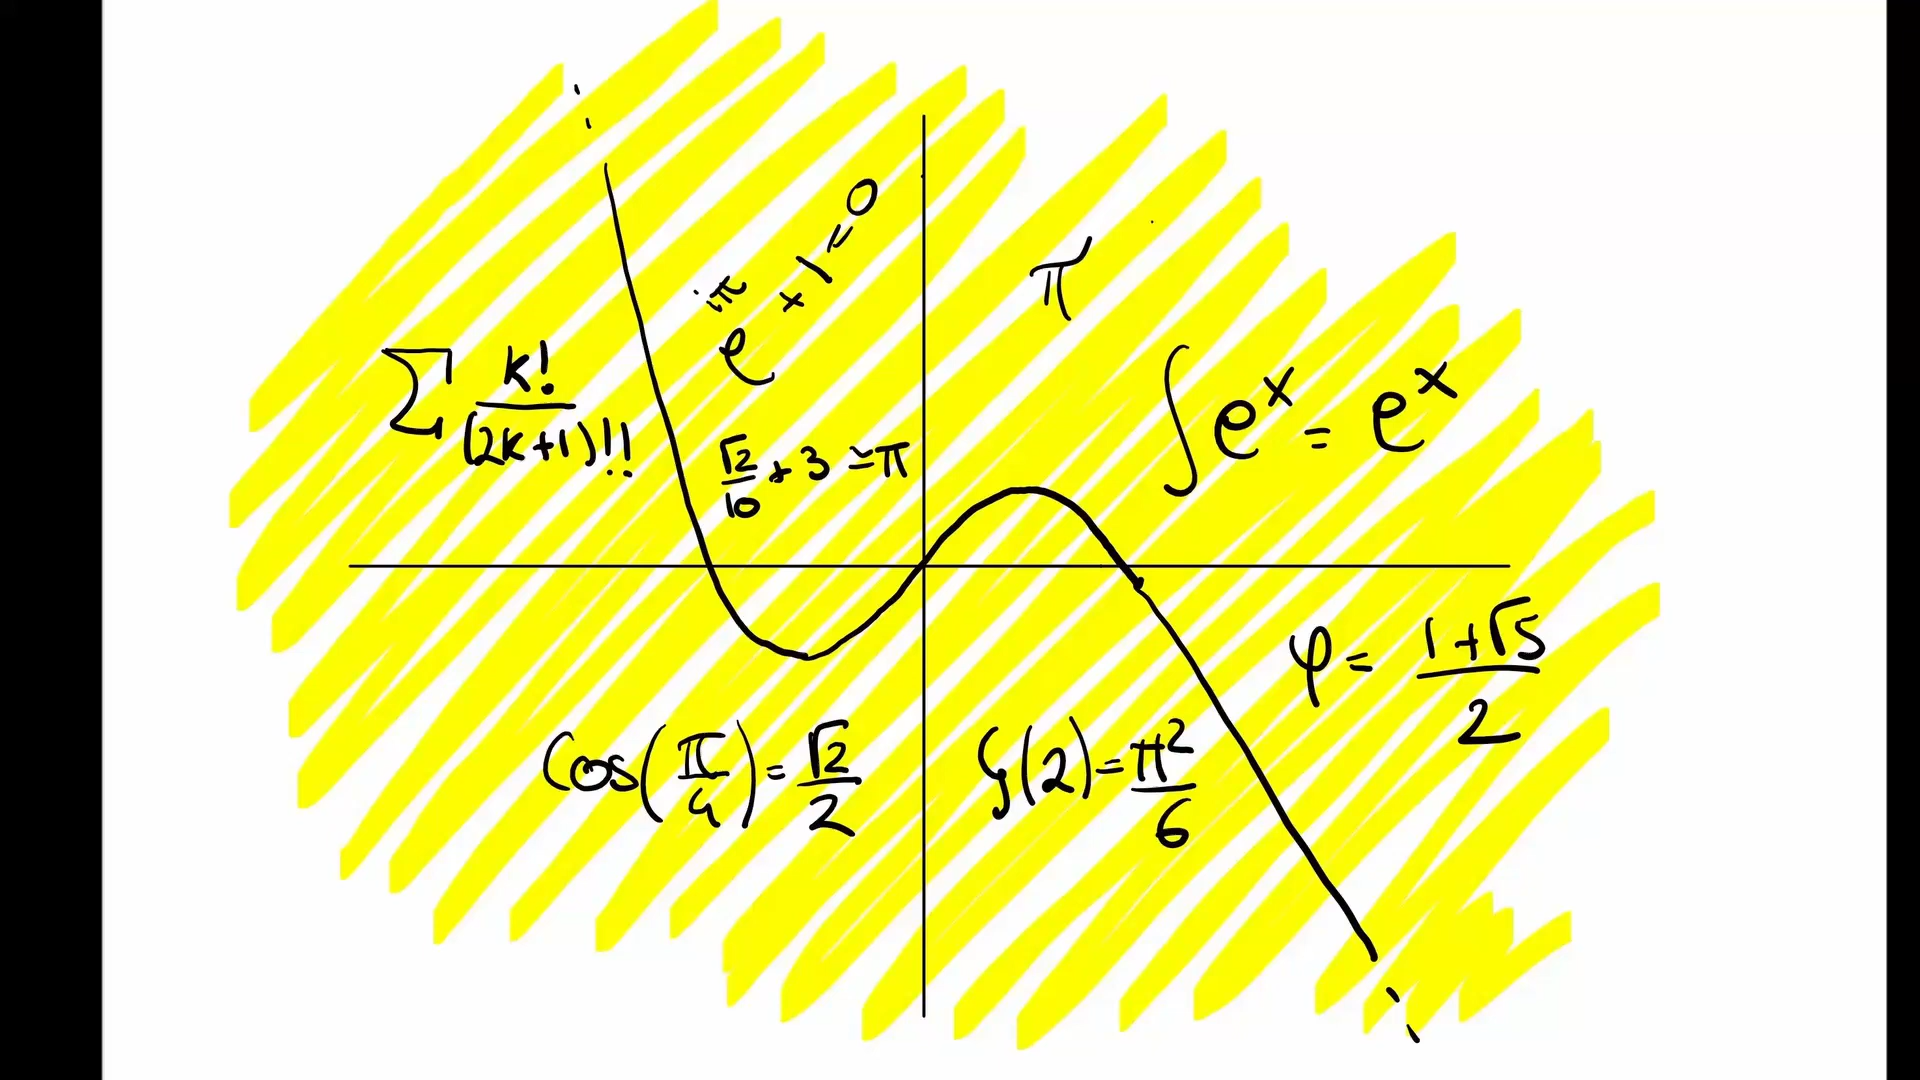 e^{iπ} + 1 = 0
π
∑ k!/(2k+1)!!
∫ e^x = e^x
√2/10 + 3 ≃ π
φ = (1+√5)/2
cos(π/4) = √2/2
ζ(2) = π²/6